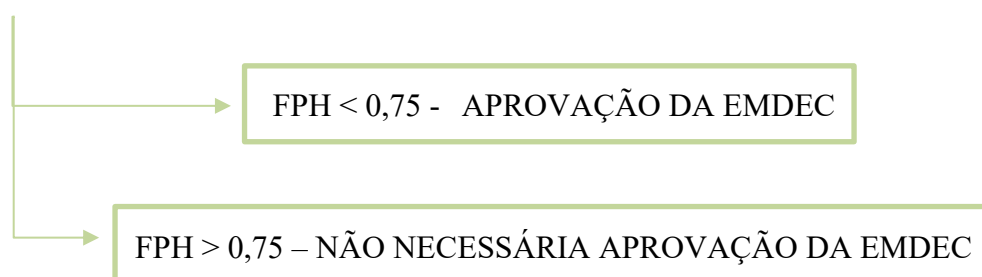 FPH < 0,75 - APROVAÇÃO DA EMDEC
FPH > 0,75 – NÃO NECESSÁRIA APROVAÇÃO DA EMDEC